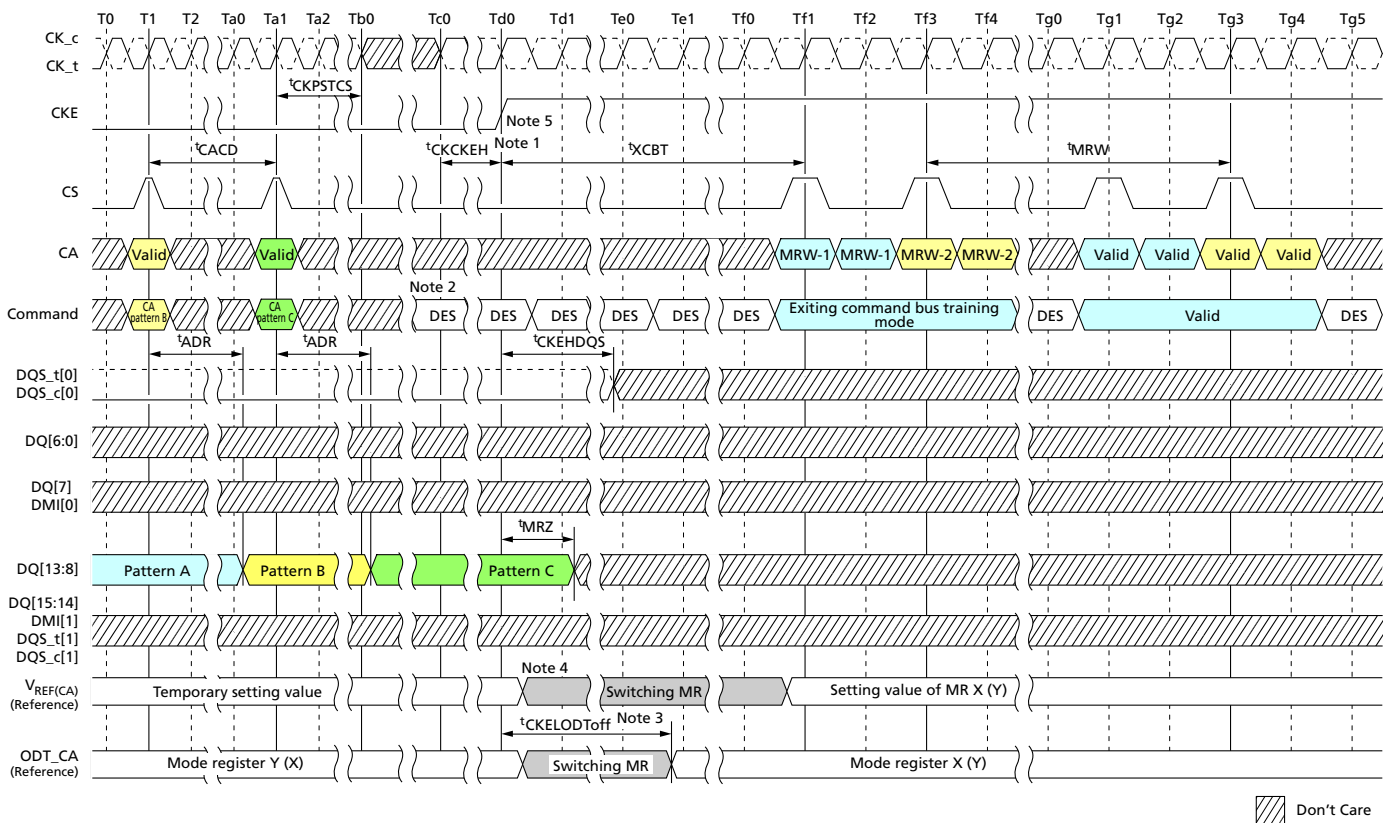 T0 T1 T2 Ta0 Ta1 Ta2 Tb0 Tc0 Td0 Td1 Te0 Te1 Tf0 Tf1 Tf2 Tf3 Tf4 Tg0 Tg1 Tg2 Tg3 Tg4 Tg5
CK_c
CK_t
tCKPSTCS
CKE
Note 5
Note 1
tCACD tCKCKEH tXCBT tMRW
CS
CA Valid Valid MRW-1 MRW-1 MRW-2 MRW-2 Valid Valid Valid Valid
Note 2
Command CA pattern B CA pattern C DES DES DES DES DES DES Exiting command bus training mode DES Valid DES
tADR tADR tCKEHDQS
DQS_t[0]
DQS_c[0]
DQ[6:0]
DQ[7]
DMI[0]
tMRZ
DQ[13:8] Pattern A Pattern B Pattern C
DQ[15:14]
DMI[1]
DQS_t[1]
DQS_c[1]
Note 4
VREF(CA) Temporary setting value Switching MR Setting value of MR X (Y)
(Reference)
tCKELODToff Note 3
ODT_CA Mode register Y (X) Switching MR Mode register X (Y)
(Reference)
Don't Care